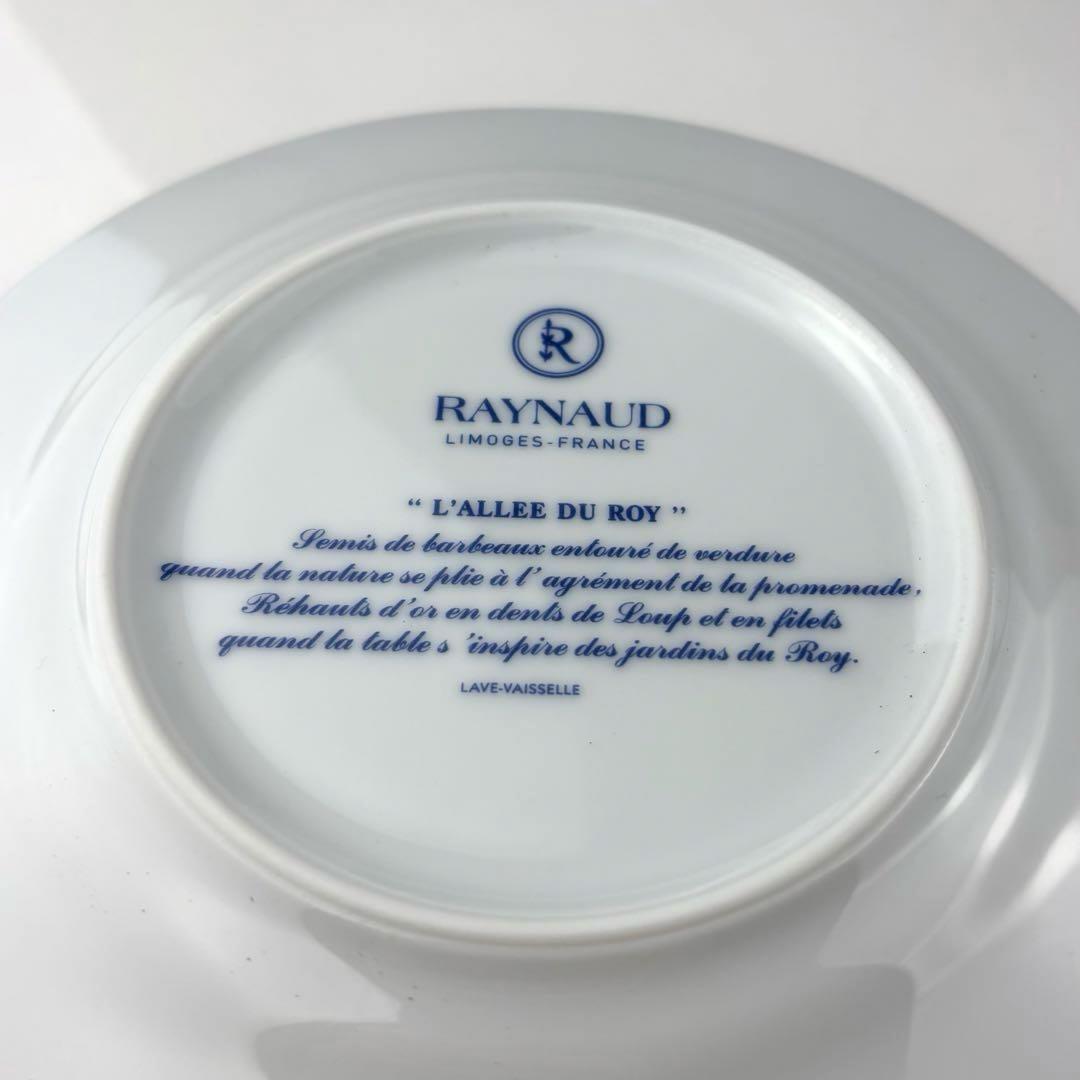 R
RAYNAUD
LIMOGES-FRANCE
“ L'ALLEE DU ROY ”
Semis de barbeaux entouré de verdure
quand la nature se plie à l' agrément de la promenade,
Réhauts d'or en dents de Loup et en filets
quand la table s 'inspire des jardins du Roy.
LAVE-VAISSELLE